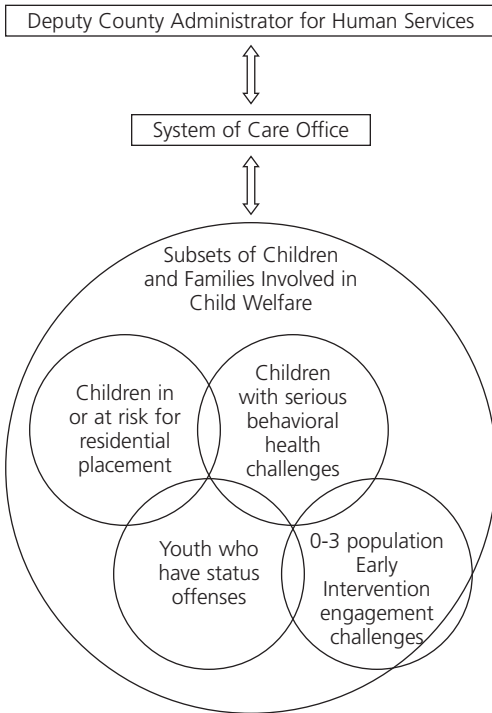 Deputy County Administrator for Human Services
System of Care Office
Subsets of Children
and Families Involved in
Child Welfare
Children in
or at risk for
residential
placement
Children
with serious
behavioral
health
challenges
Youth who
have status
offenses
0-3 population
Early
Intervention
engagement
challenges